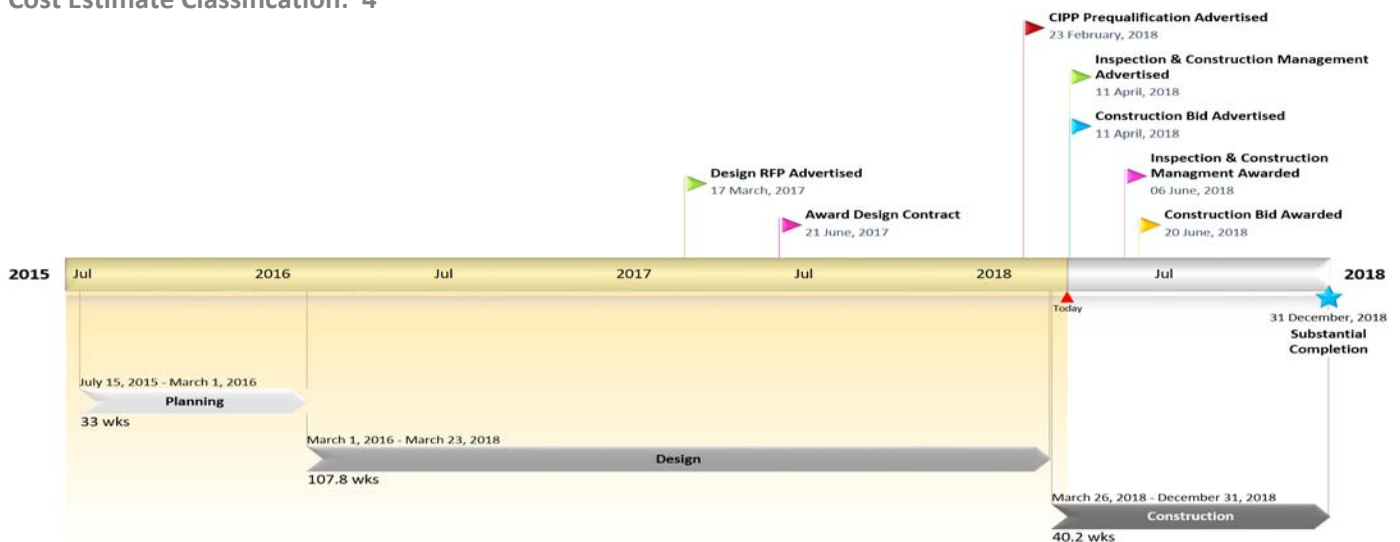 Cost Estimate Classification: 4
CIPP Prequalification Advertised
23 February, 2018
Inspection & Construction Management
Advertised
11 April, 2018
Construction Bid Advertised
11 April, 2018
Inspection & Construction
Managment Awarded
06 June, 2018
Design RFP Advertised
17 March, 2017
Award Design Contract
21 June, 2017
Construction Bid Awarded
20 June, 2018
2015 Jul 2016 Jul 2017 Jul 2018 Jul 2018
Today
31 December, 2018
Substantial
Completion
July 15, 2015 - March 1, 2016
Planning
33 wks
March 1, 2016 - March 23, 2018
Design
107.8 wks
March 26, 2018 - December 31, 2018
Construction
40.2 wks